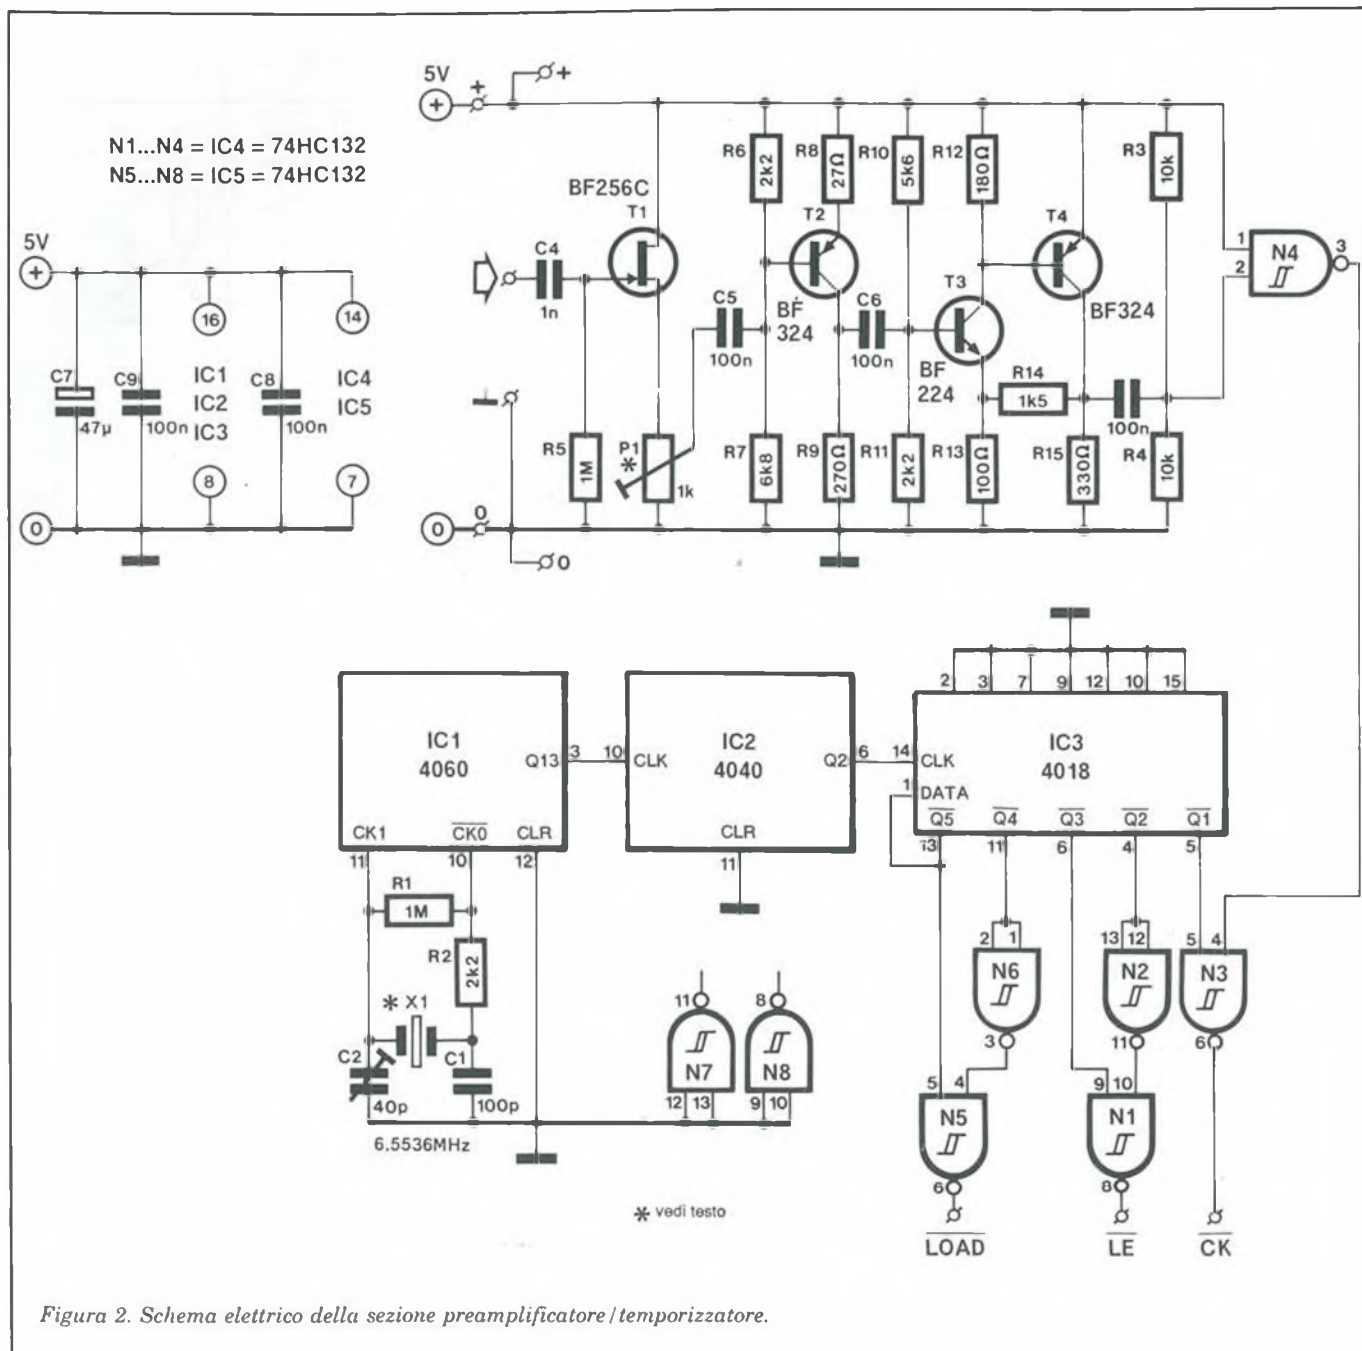 N1...N4 = IC4 = 74HC132
N5...N8 = IC5 = 74HC132
5V
+
16
14
C7
47µ
C9
100n
IC1
IC2
IC3
C8
100n
IC4
IC5
8
7
0
5V
+
+
+
BF256C
T1
C4
1n
R5
1M
P1
*
1k
C5
100n
R6
2k2
R7
6k8
R8
27Ω
T2
BF
324
R9
270Ω
C6
100n
R10
5k6
R11
2k2
R12
180Ω
T3
BF
224
R13
100Ω
T4
BF324
R14
1k5
100n
R15
330Ω
R3
10k
R4
10k
1
2
N4
3
0
0
0
IC1
4060
Q13
3
CK1
CK0
CLR
11
10
12
10
CLK
IC2
4040
Q2
6
CLR
11
2
3
7
9
12
10
15
14
CLK
1
DATA
IC3
4018
Q5
Q4
Q3
Q2
Q1
13
11
6
4
5
R1
1M
R2
2k2
* X1
C2
40p
C1
100p
6.5536MHz
11
N7
12 13
8
N8
9 10
2 1
N6
3
13 12
N2
11
5 4
N3
6
5 4
N5
6
9 10
N1
8
LOAD
LE
CK
* vedi testo
Figura 2. Schema elettrico della sezione preamplificatore/temporizzatore.